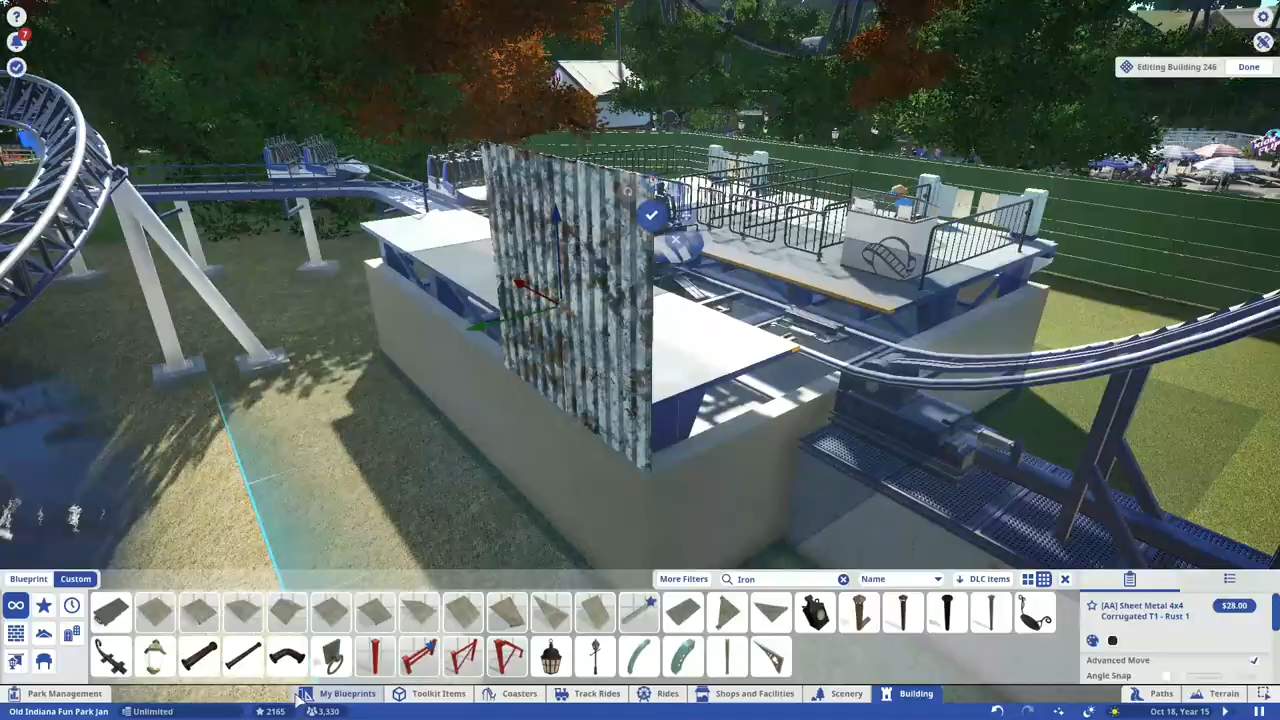 ?
7
Editing Building 246
Done
Blueprint
Custom
More Filters
Iron
Name
DLC items
[AA] Sheet Metal 4x4
Corrugated T1 - Rust 1
$28.00
Advanced Move
Angle Snap
Park Management
My Blueprints
Toolkit Items
Coasters
Track Rides
Rides
Shops and Facilities
Scenery
Building
Paths
Terrain
Old Indiana Fun Park Jan
Unlimited
2165
3,330
Oct 18, Year 15